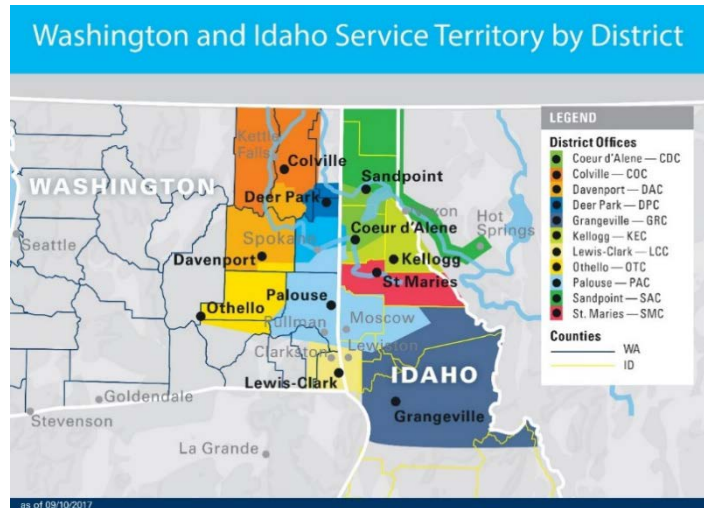 Washington and Idaho Service Territory by District
Kettle
Falls
Colville
WASHINGTON
Sandpoint
Deer Park
xon
Hot
Springs
Seattle
Spokane
Coeur d'Alene
Davenport
Kellogg
St Maries
Othello
Palouse
Pullman
Moscow
Clarkston
Lewiston
Lewis-Clark
IDAHO
Goldendale
Grangeville
Stevenson
La Grande
LEGEND
District Offices
Coeur d'Alene — CDC
Colville — COC
Davenport — DAC
Deer Park — DPC
Grangeville — GRC
Kellogg — KEC
Lewis-Clark — LCC
Othello — OTC
Palouse — PAC
Sandpoint — SAC
St. Maries — SMC
Counties
WA
ID
as of 09/10/2017